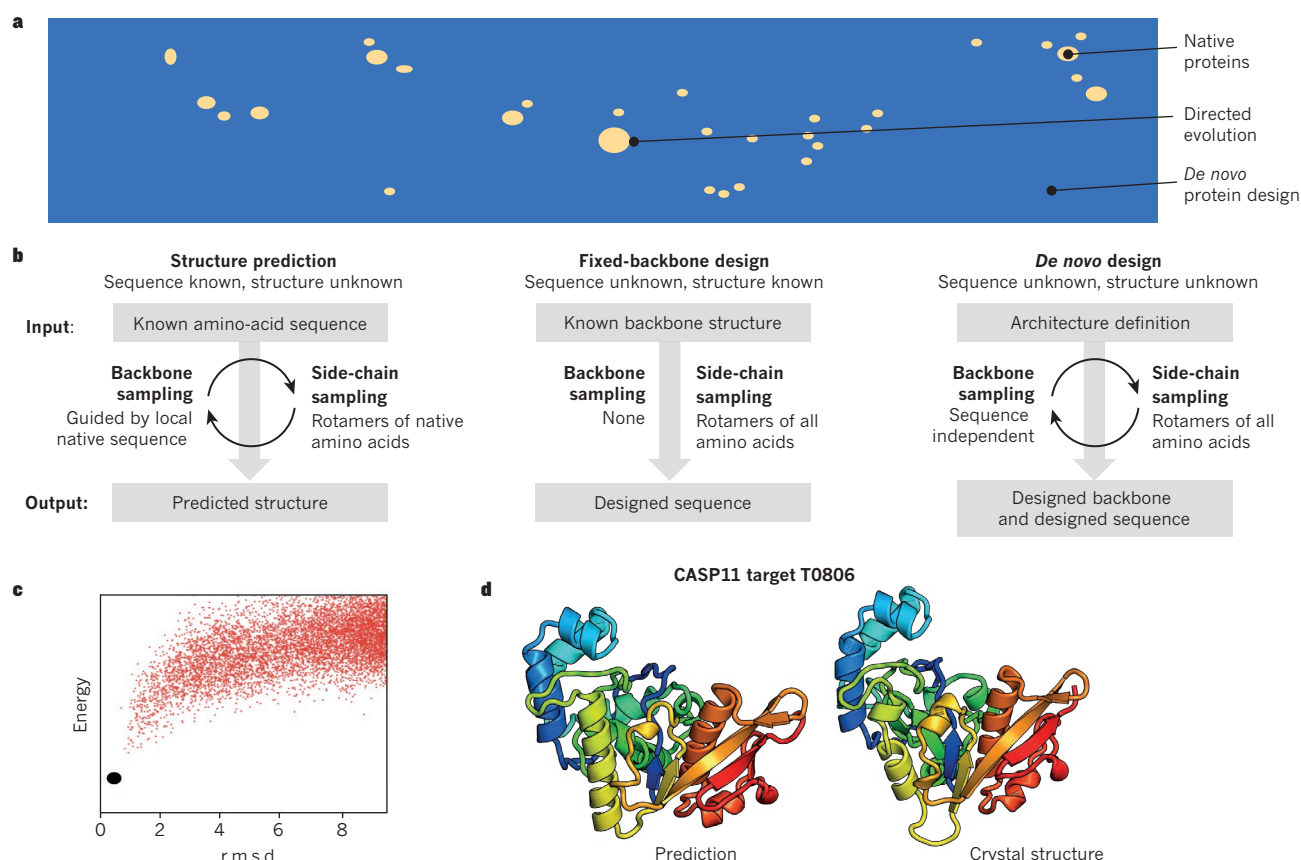 a
Native
proteins
Directed
evolution
De novo
protein design
b
Structure prediction
Sequence known, structure unknown
Fixed-backbone design
Sequence unknown, structure known
De novo design
Sequence unknown, structure unknown
Input:
Known amino-acid sequence
Known backbone structure
Architecture definition
Backbone
sampling
Guided by local
native sequence
Side-chain
sampling
Rotamers of native
amino acids
Backbone
sampling
None
Side-chain
sampling
Rotamers of all
amino acids
Backbone
sampling
Sequence
independent
Side-chain
sampling
Rotamers of all
amino acids
Output:
Predicted structure
Designed sequence
Designed backbone
and designed sequence
c
Energy
0 2 4 6 8
r.m.s.d.
d
CASP11 target T0806
Prediction
Crystal structure